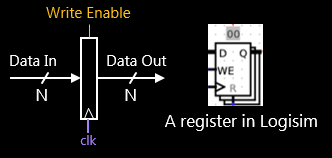 Write Enable
Data In
Data Out
N
N
clk
00
D
Q
WE
R
A register in Logisim